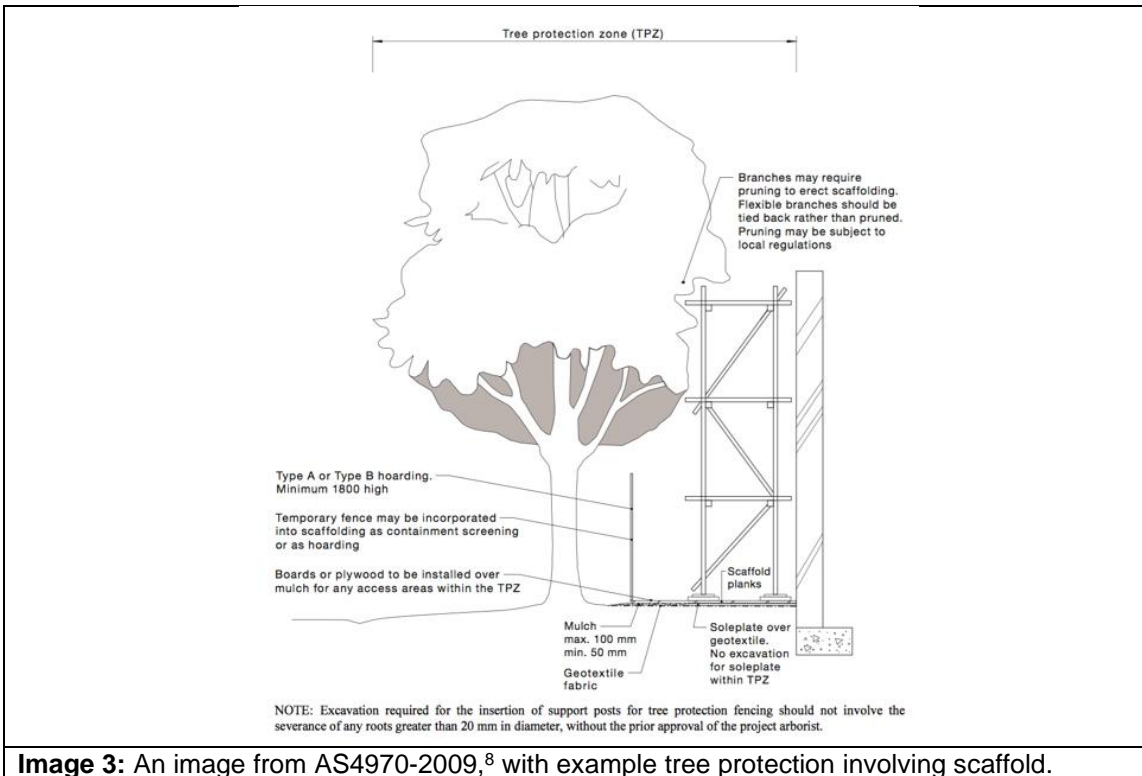 Tree protection zone (TPZ)
Branches may require
pruning to erect scaffolding.
Flexible branches should be
tied back rather than pruned.
Pruning may be subject to
local regulations
Type A or Type B hoarding.
Minimum 1800 high
Temporary fence may be incorporated
into scaffolding as containment screening
or as hoarding
Boards or plywood to be installed over
mulch for any access areas within the TPZ
Scaffold
planks
Mulch
max. 100 mm
min. 50 mm
Geotextile
fabric
Soleplate over
geotextile.
No excavation
for soleplate
within TPZ
NOTE: Excavation required for the insertion of support posts for tree protection fencing should not involve the
severance of any roots greater than 20 mm in diameter, without the prior approval of the project arborist.
Image 3: An image from AS4970-2009,⁸ with example tree protection involving scaffold.